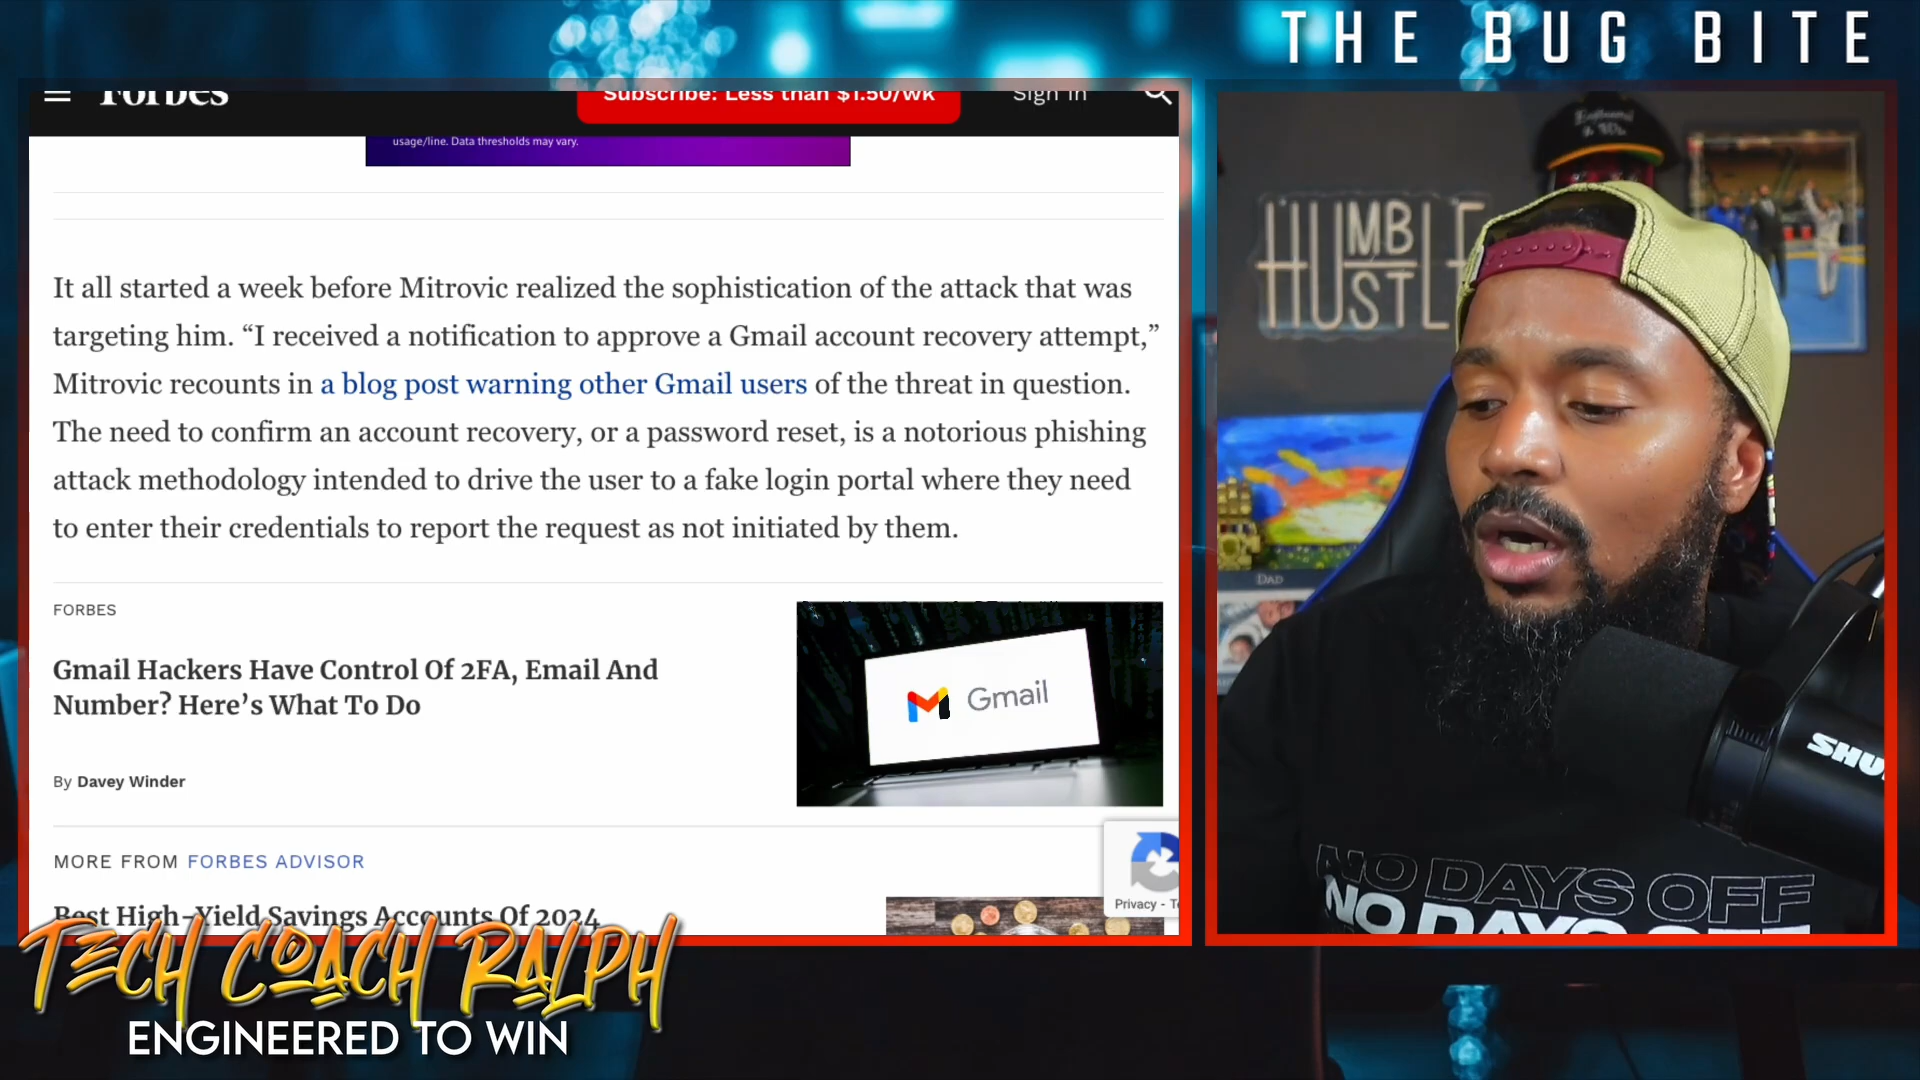 THE BUG BITE
Forbes
Subscribe: Less than $1.50/wk
Sign In
usage/line. Data thresholds may vary.
It all started a week before Mitrovic realized the sophistication of the attack that was
targeting him. “I received a notification to approve a Gmail account recovery attempt,”
Mitrovic recounts in a blog post warning other Gmail users of the threat in question.
The need to confirm an account recovery, or a password reset, is a notorious phishing
attack methodology intended to drive the user to a fake login portal where they need
to enter their credentials to report the request as not initiated by them.
FORBES
Gmail Hackers Have Control Of 2FA, Email And
Number? Here’s What To Do
By Davey Winder
Gmail
MORE FROM FORBES ADVISOR
Best High-Yield Savings Accounts Of 2024
Privacy - Te
TECH COACH RALPH
ENGINEERED TO WIN
HUMBLE
HUSTLE
DAD
SHU
NO DAYS OFF
NO DAYS OFF